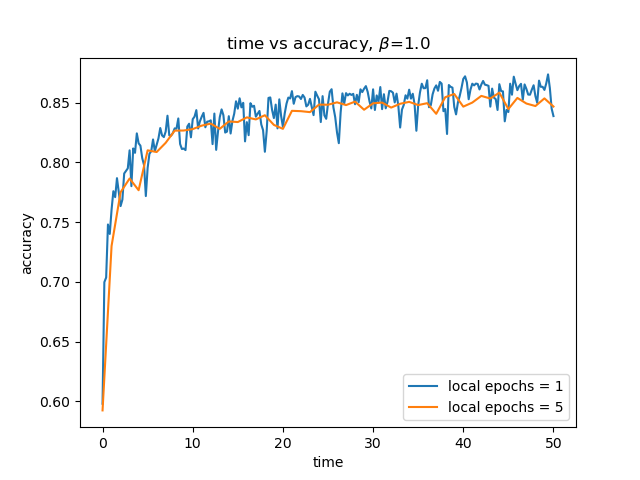 time vs accuracy, β=1.0
accuracy
0.85
0.80
0.75
0.70
0.65
0.60
0 10 20 30 40 50
time
local epochs = 1
local epochs = 5